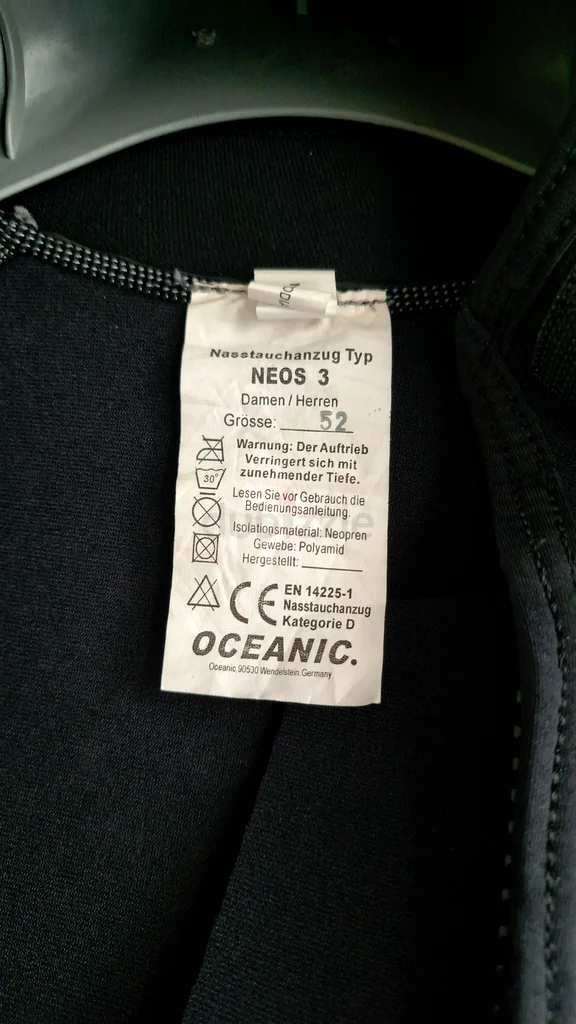 Nasstauchanzug Typ
NEOS 3
Damen / Herren
Grösse: 52
Warnung: Der Auftrieb
Verringert sich mit
zunehmender Tiefe.
30°
Lesen Sie vor Gebrauch die
Bedienungsanleitung.
dubizzle
Isolationsmaterial: Neopren
Gewebe: Polyamid
Hergestellt:
CE
EN 14225-1
Nasstauchanzug
Kategorie D
OCEANIC.
Oceanic 90530 Wendelstein Germany